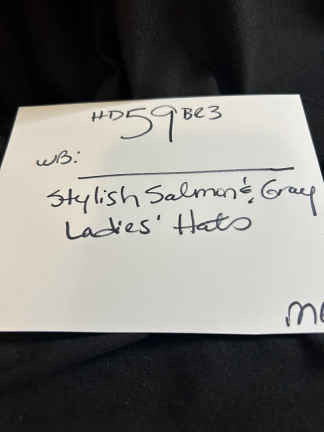 HD59BR3
WB:
Stylish Salmon & Gray
Ladies' Hats